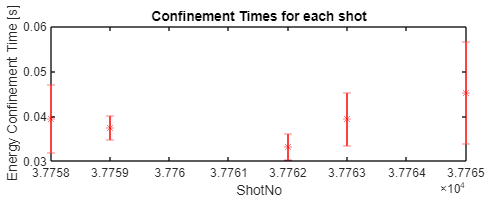 Confinement Times for each shot
Energy Confinement Time [s]
0.06
0.05
0.04
0.03
3.7758 3.7759 3.776 3.7761 3.7762 3.7763 3.7764 3.7765
ShotNo
×10⁴